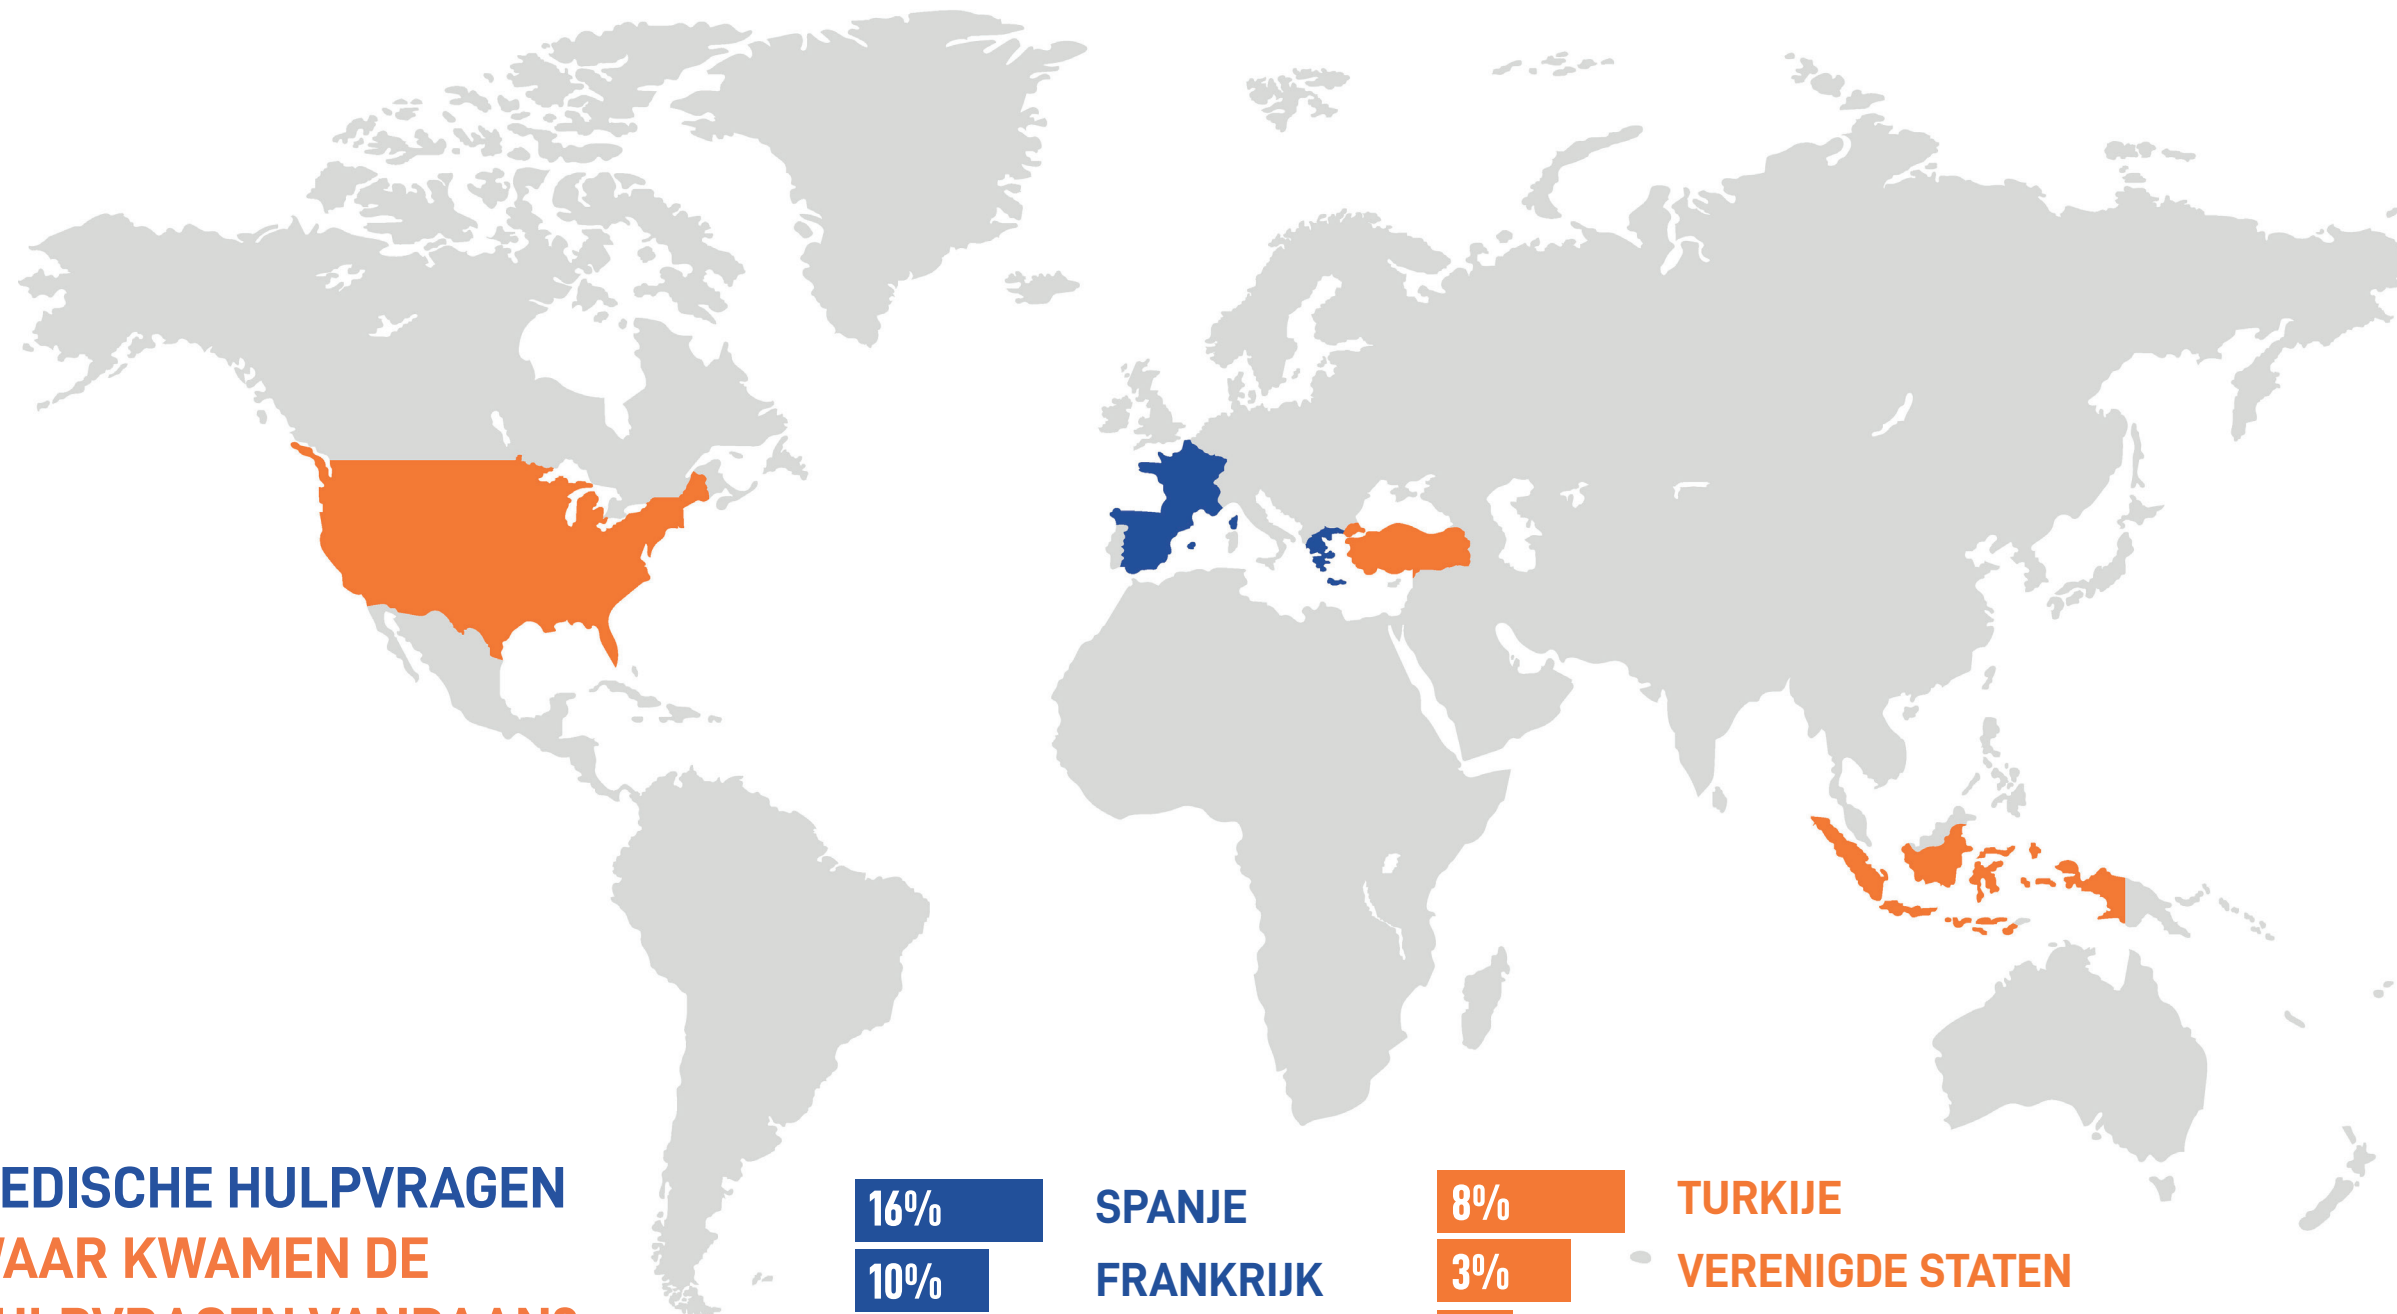 EDISCHE HULPVRAGEN
AAR KWAMEN DE
16% SPANJE
10% FRANKRIJK
8% TURKIJE
3% VERENIGDE STATEN